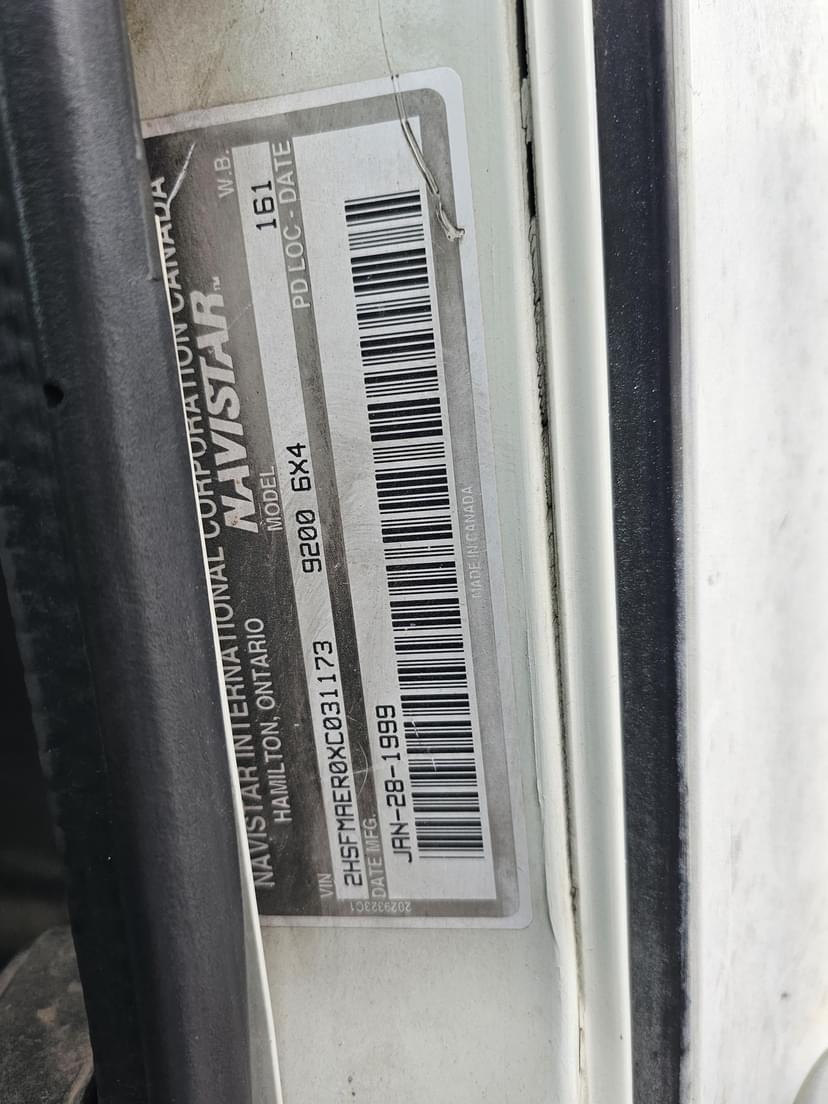 NAVISTAR INTERNATIONAL CORPORATION CANADA
HAMILTON, ONTARIO
NAVISTAR™
VIN
MODEL
W.B.
2HSFMAER0XC031173
9200 6X4
161
DATE MFG.
PD LOC - DATE
JAN-28-1999
MADE IN CANADA
2029323C1